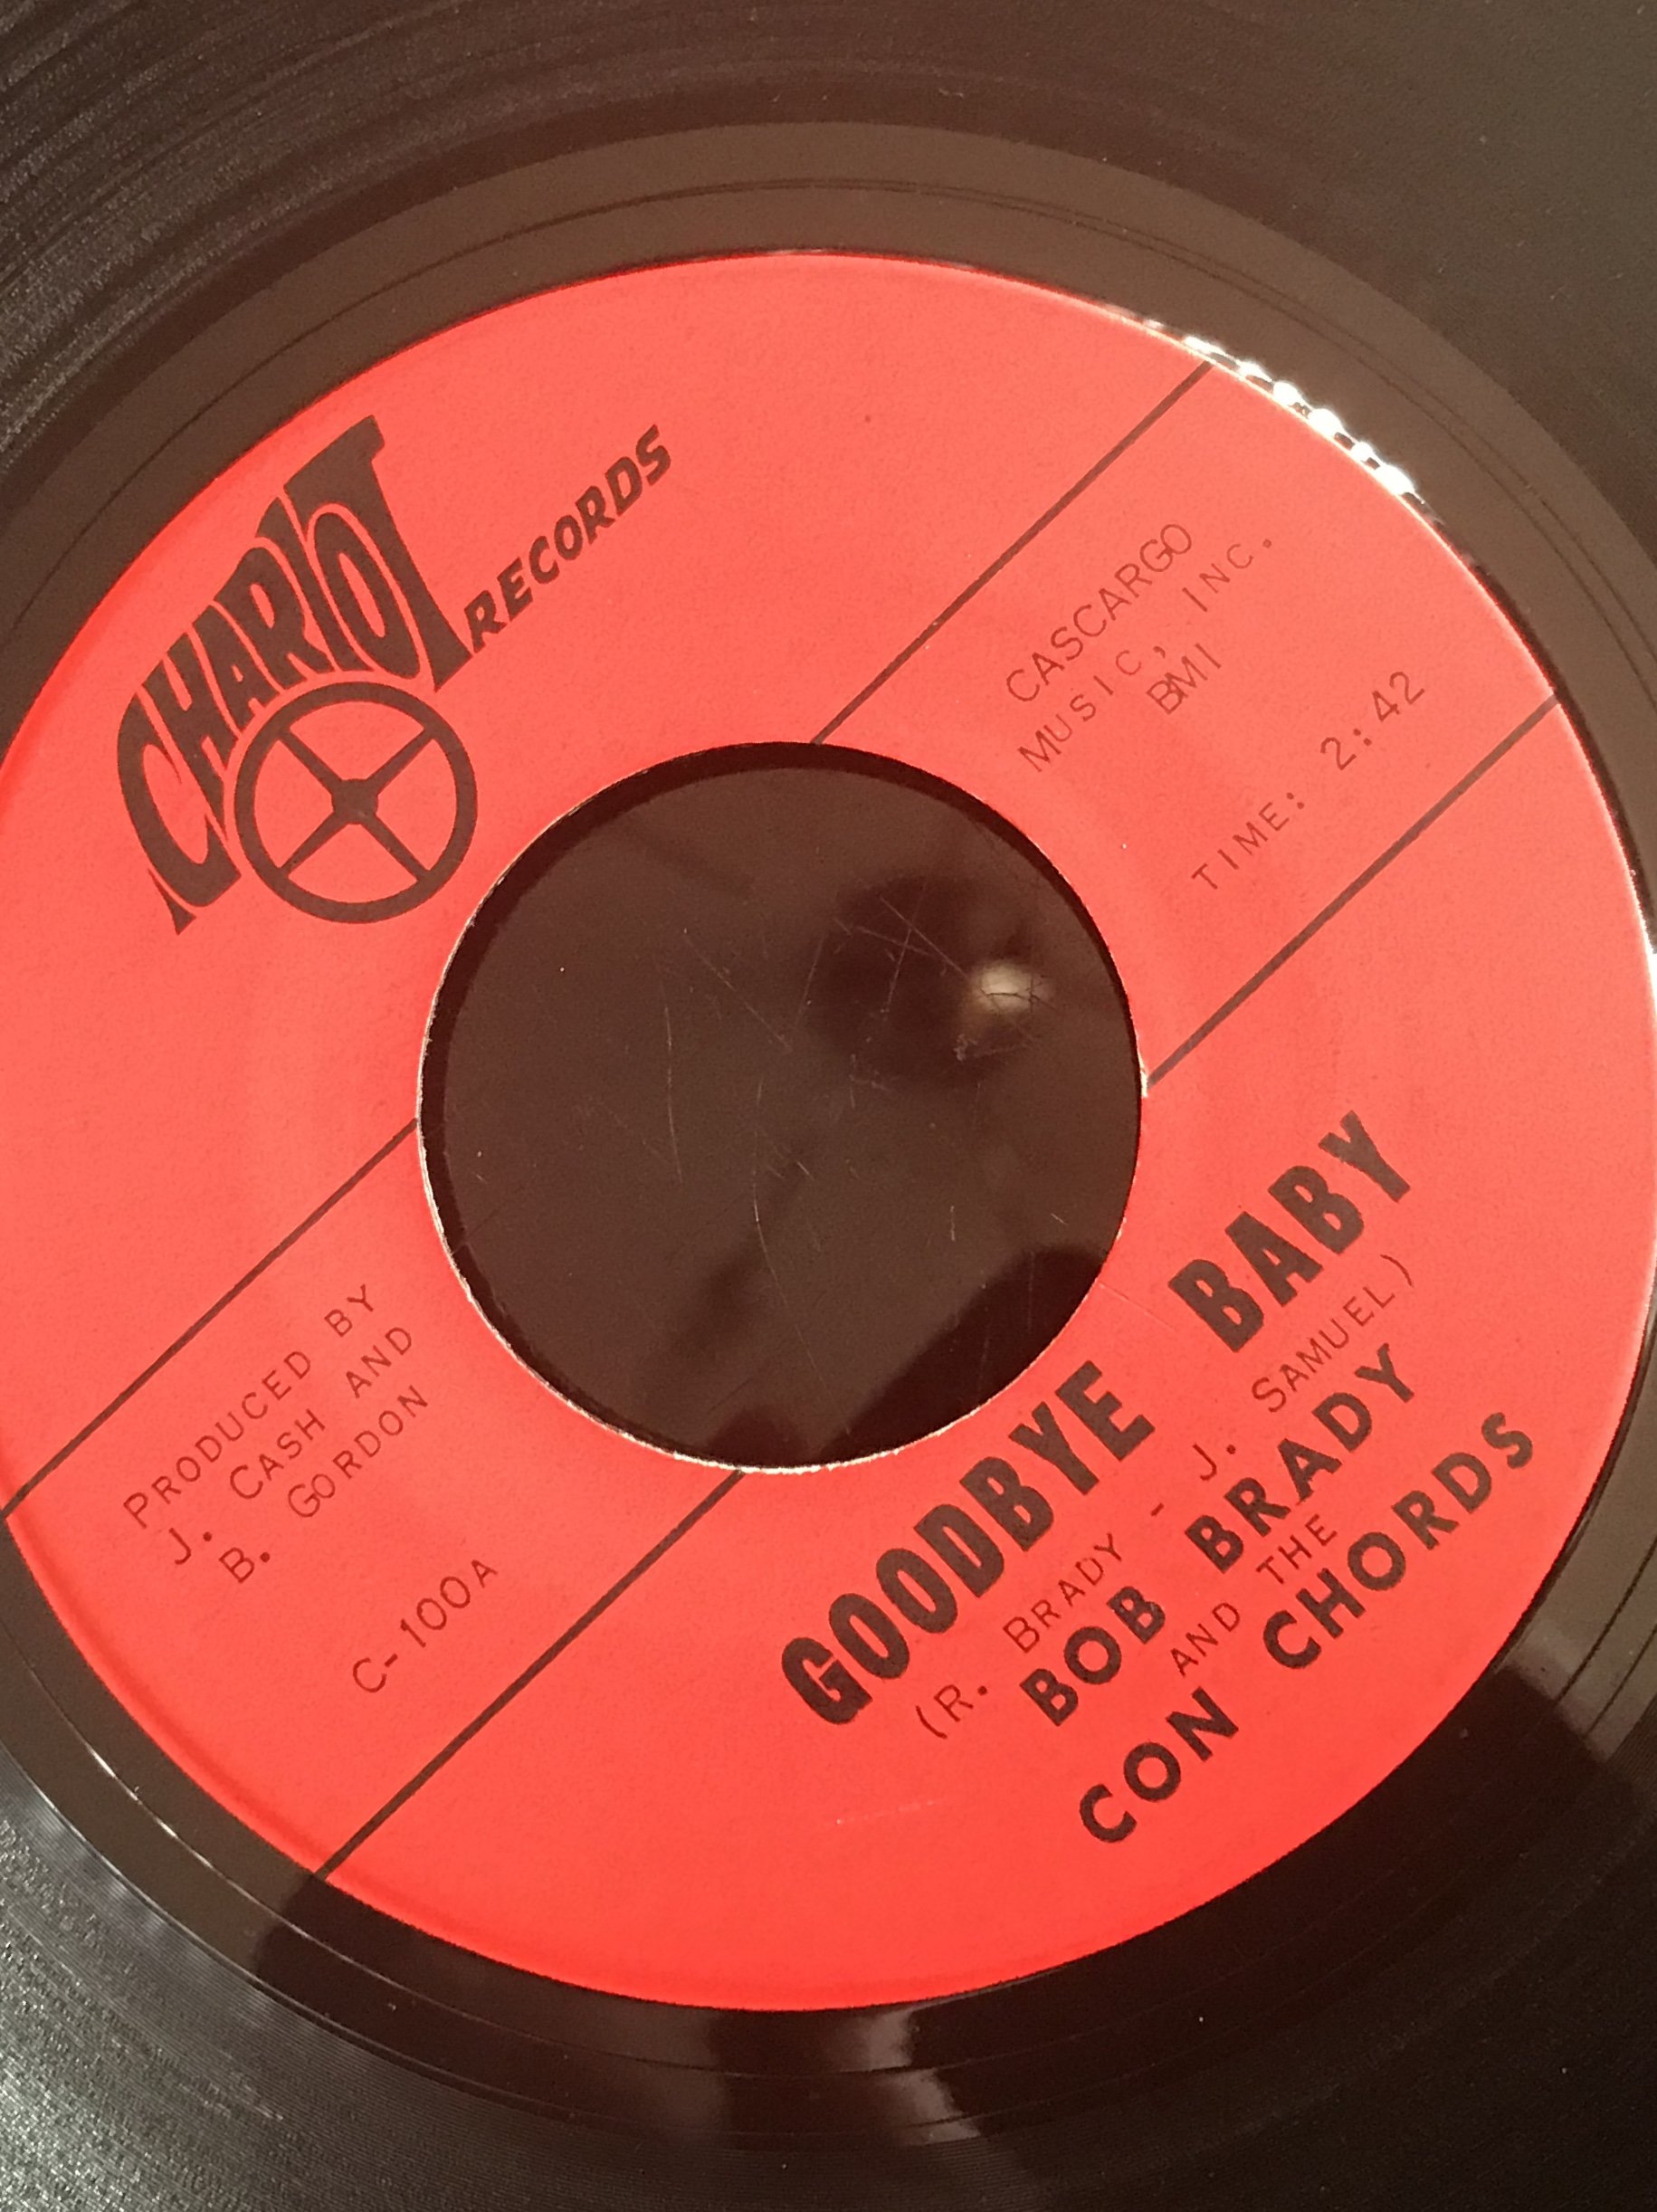 CHARIOT
RECORDS
CASCARGO
MUSIC, INC.
BMI
TIME: 2:42
PRODUCED BY
J. CASH AND
B. GORDON
C-100A
GOODBYE BABY
(R. BRADY - J. SAMUEL)
BOB BRADY
AND THE
CON CHORDS